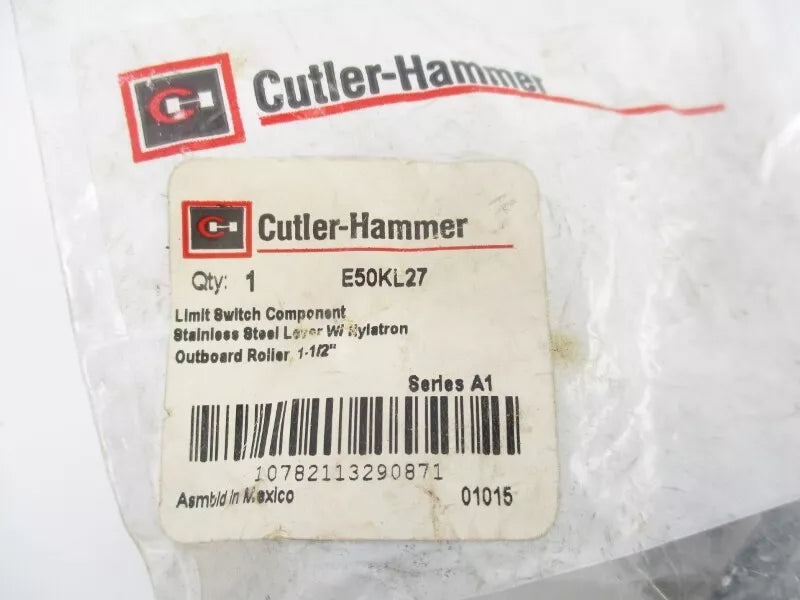 Cutler-Hammer
Cutler-Hammer
Qty: 1 E50KL27
Limit Switch Component
Stainless Steel Lever W/ Nylatron
Outboard Roller 1-1/2"
Series A1
10782113290871
Asmbld in Mexico 01015